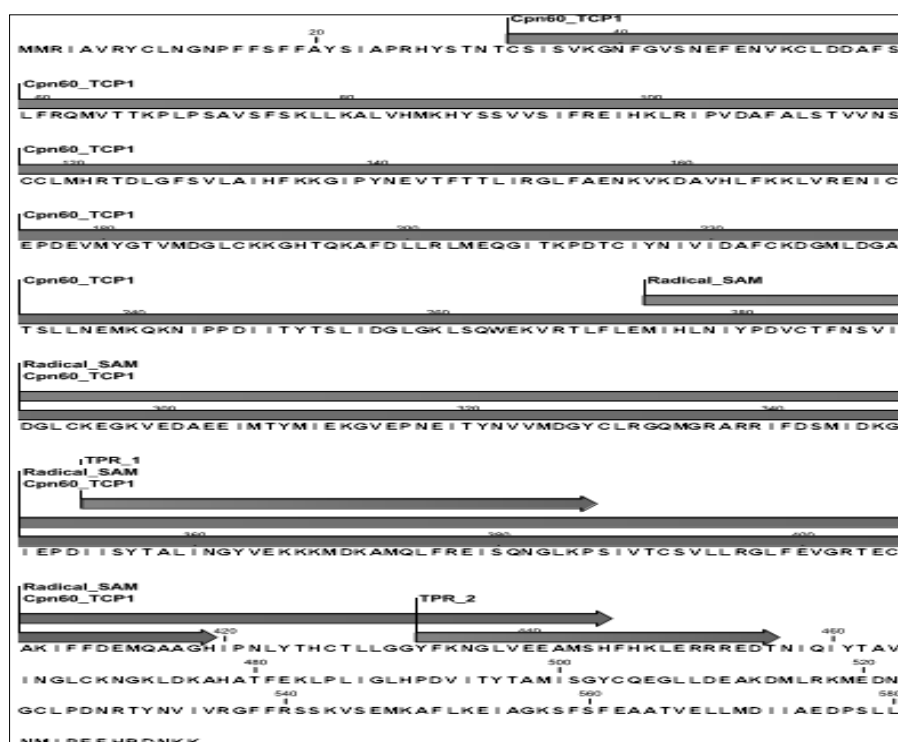 Cpn60_TCP1
20 40
MMRIAVRYCLNGNPFFSFFAYSIAPRHYSTNTCSISVKGNFGVSNEFENVKCLDDAFS
Cpn60_TCP1
60 80 100
LFRQMVTTKPLPSAVSFSKLLKALVHMKHYSSVVSIFREIHKLRIPVDAFALSTVVNS
Cpn60_TCP1
120 140 160
CCLMHRTDLGFSVLAIHFKKGIPYNEVTFTTLIRGLFAENKVKDAVHLFKKLVRENIC
Cpn60_TCP1
180 200 220
EPDEVMYGTVMDGLCKKGHTQKAFDLLRLMEQGITKPDTCIYNIVIDAFCKDGMLDGA
Cpn60_TCP1 Radical_SAM
240 260 280
TSLLNEMKQKNIPPDIITYTSLIDGLGKLSQWEKVRTLFLEMIHLNIYPDVCTFNSVI
Radical_SAM
Cpn60_TCP1
300 320 340
DGLCKEGKVEDAEEIMTYMIEKGVEPNEITYNVVMDGYCLRGQMGRARRIFDSMIDKG
TPR_1
Radical_SAM
Cpn60_TCP1
360 380 400
IEPDIISYTALINGYVEKKKMDKAMQLFREISQNGLKPSIVTCSVLLRGLFEVGRTEC
Radical_SAM
Cpn60_TCP1 TPR_2
420 440 460
AKIFFDEMQAAGHIPNLYTHCTLLGGYFKNGLVEEAMSHFHKLERRREDTNIQIYTAV
480 500 520
INGLCKNGKLDKAHATFEKLPLIGLHPDVITYTAMISGYCQEGLLDEAKDMLRKMEDN
540 560 580
GCLPDNRTYNVIVRGFFRSSKVSEMKAFLKEIAGKSFSFEAATVELLMDIIAEDPSLL